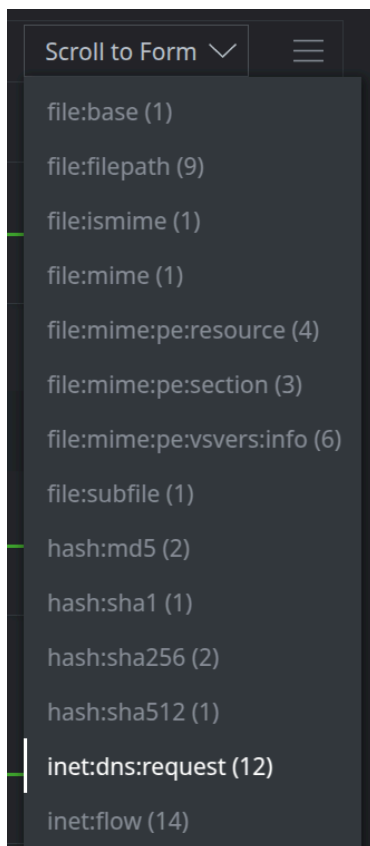 Scroll to Form
file:base (1)
file:filepath (9)
file:ismime (1)
file:mime (1)
file:mime:pe:resource (4)
file:mime:pe:section (3)
file:mime:pe:vsvers:info (6)
file:subfile (1)
hash:md5 (2)
hash:sha1 (1)
hash:sha256 (2)
hash:sha512 (1)
inet:dns:request (12)
inet:flow (14)